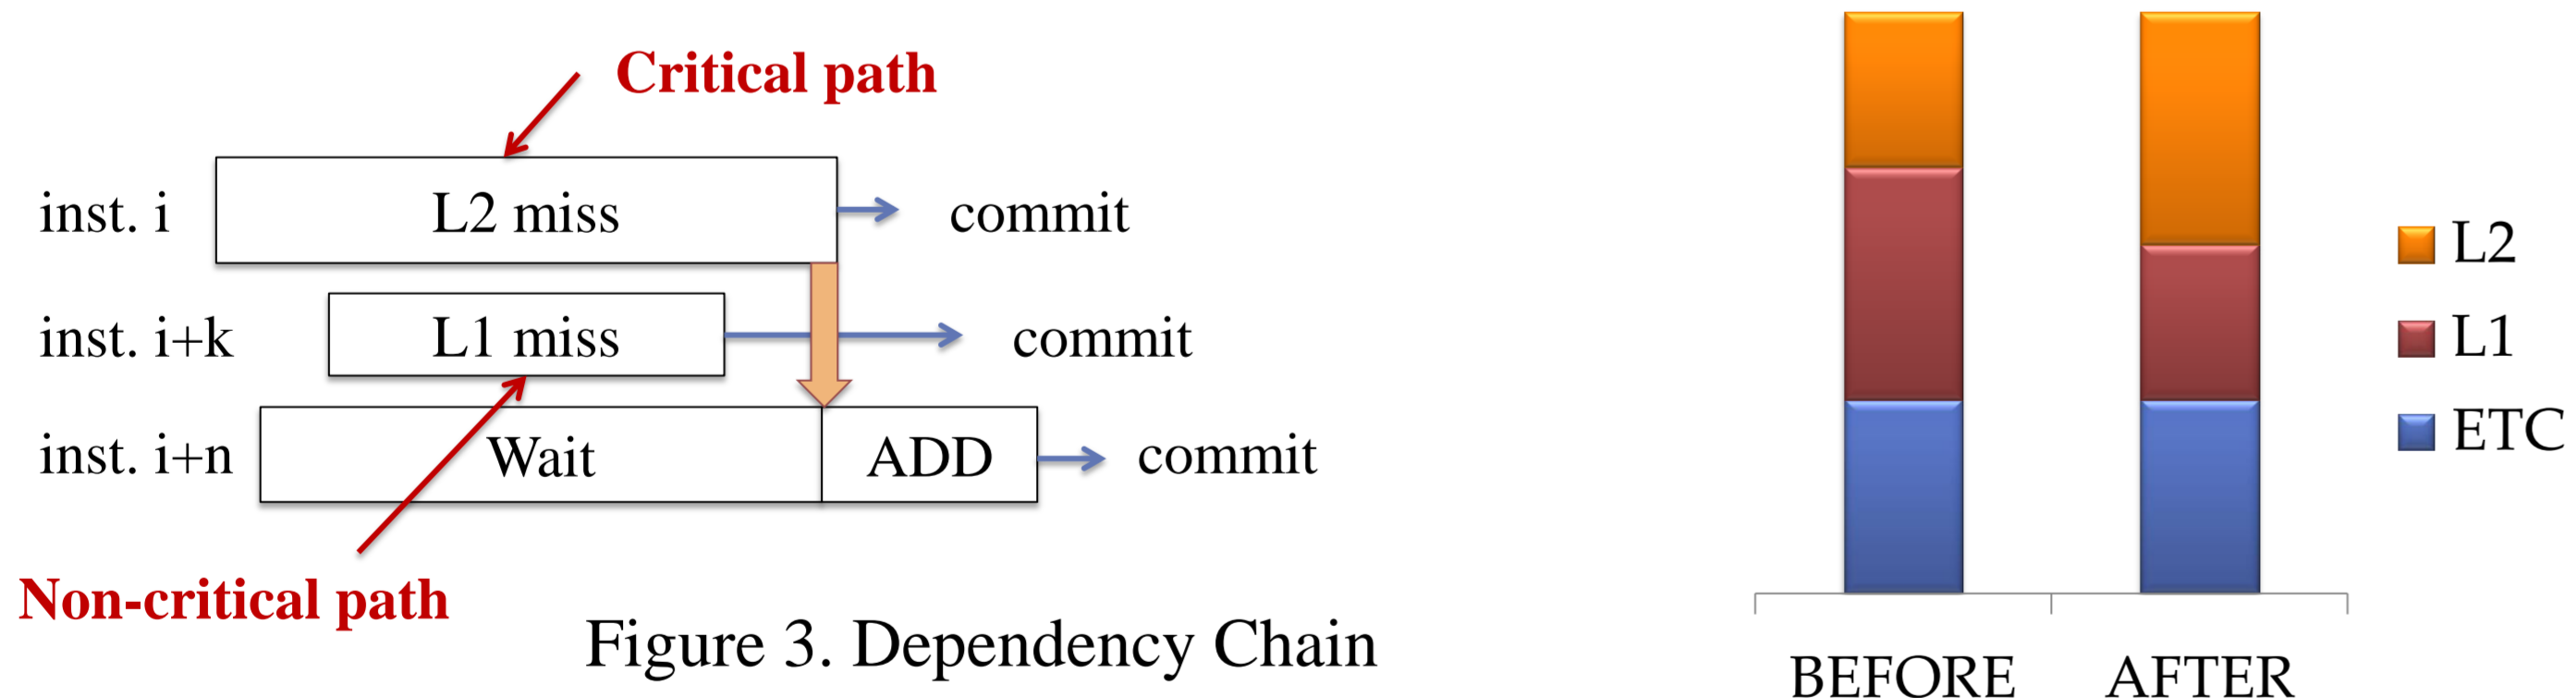 Critical path
inst. i
L2 miss
commit
inst. i+k
L1 miss
commit
inst. i+n
Wait
ADD
commit
Non-critical path
Figure 3. Dependency Chain
L2
L1
ETC
BEFORE
AFTER